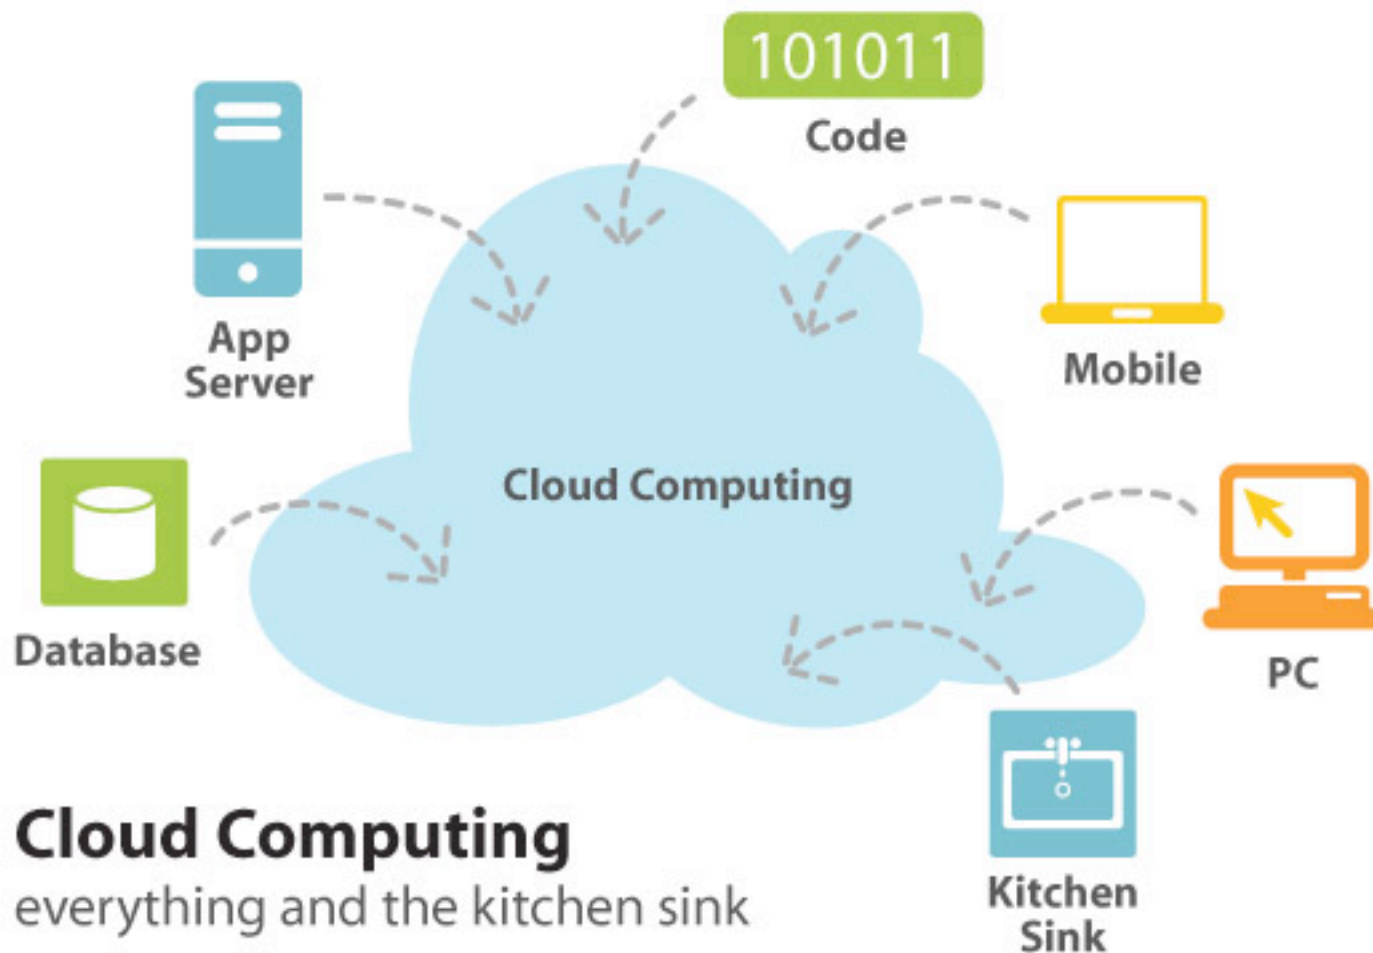 101011
Code
App
Server
Mobile
Cloud Computing
Database
PC
Cloud Computing
everything and the kitchen sink
Kitchen
Sink